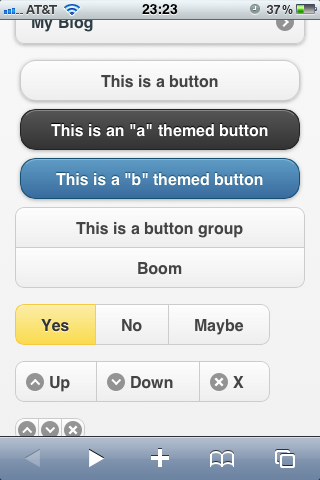 AT&T 23:23 37%
My Blog
This is a button
This is an "a" themed button
This is a "b" themed button
This is a button group
Boom
Yes No Maybe
Up Down X